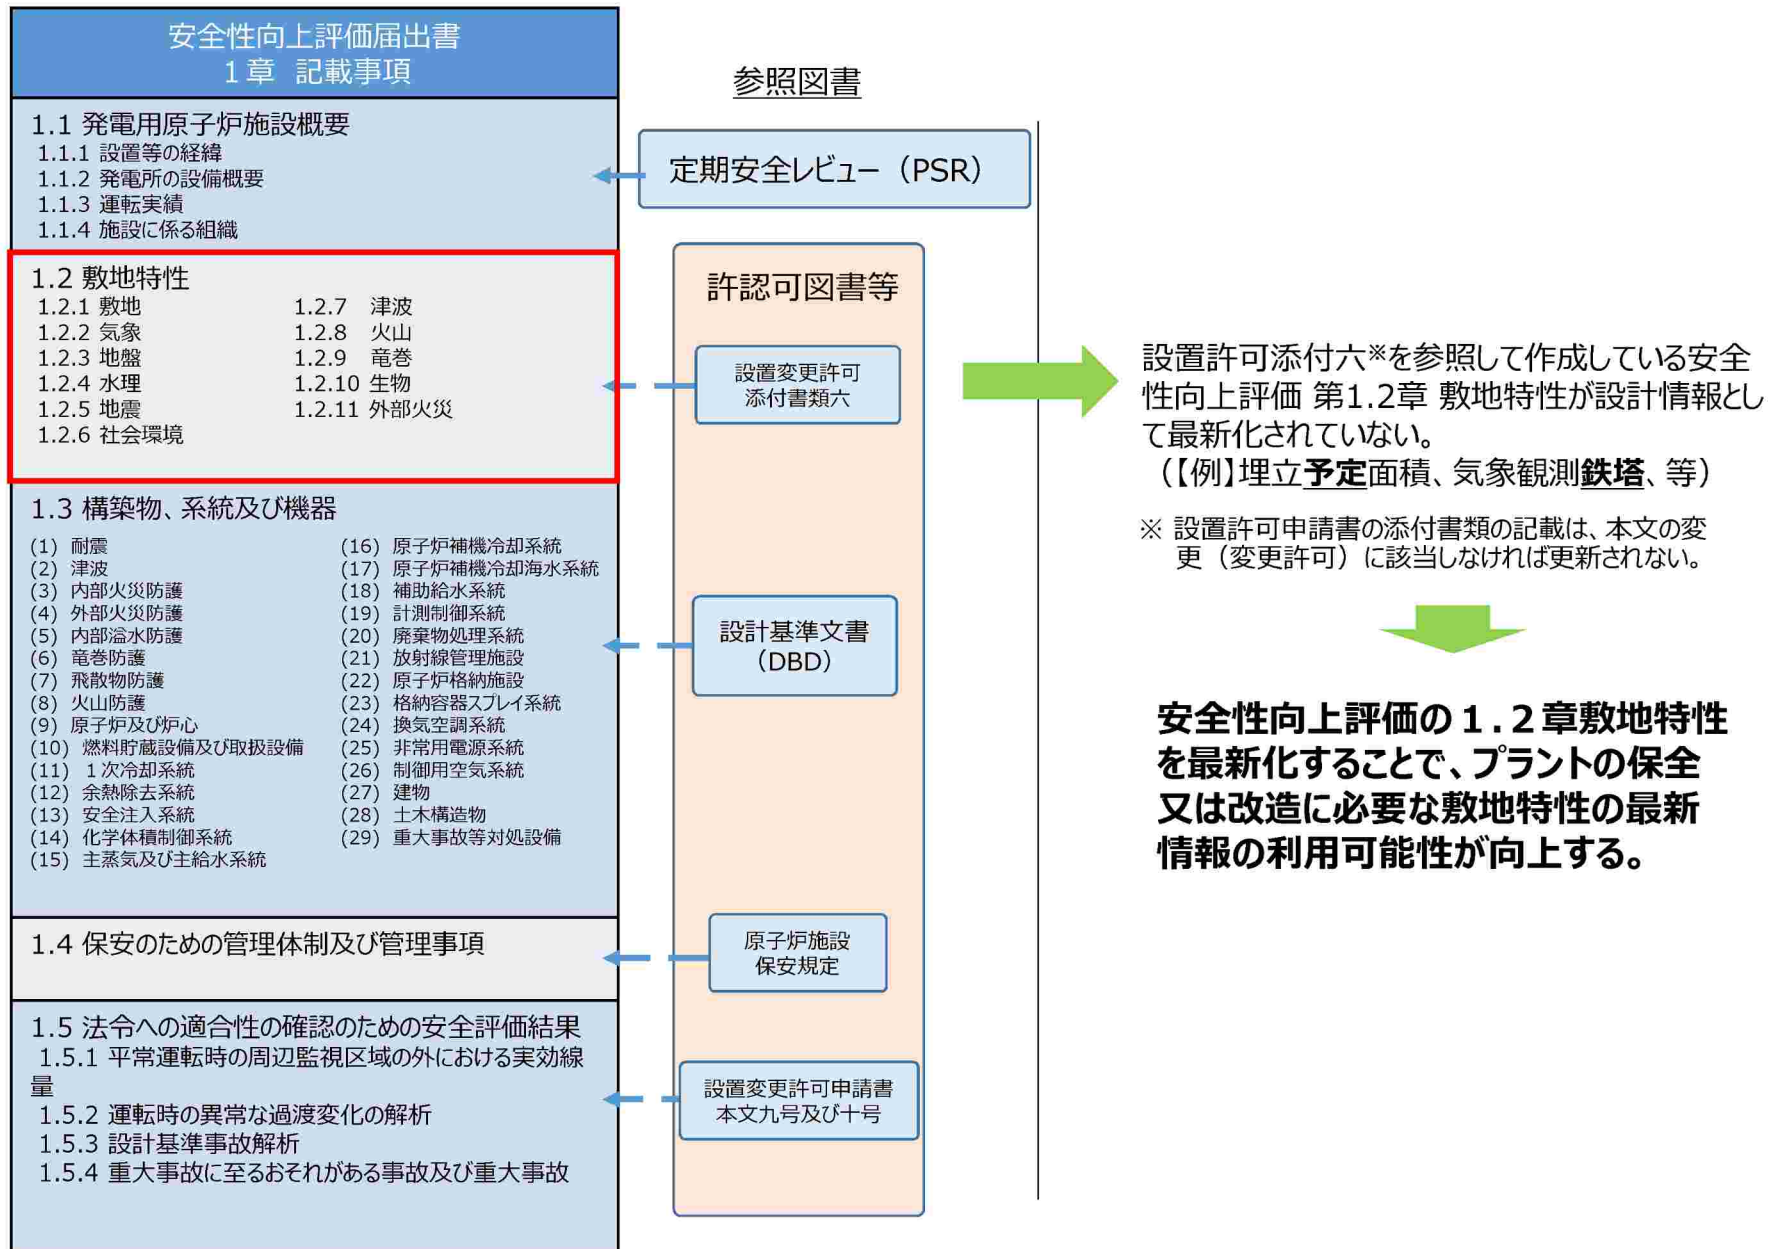 安全性向上評価届出書
１章 記載事項
1.1 発電用原子炉施設概要
1.1.1 設置等の経緯
1.1.2 発電所の設備概要
1.1.3 運転実績
1.1.4 施設に係る組織
1.2 敷地特性
1.2.1 敷地
1.2.2 気象
1.2.3 地盤
1.2.4 水理
1.2.5 地震
1.2.6 社会環境
1.2.7 津波
1.2.8 火山
1.2.9 竜巻
1.2.10 生物
1.2.11 外部火災
1.3 構築物、系統及び機器
(1) 耐震
(2) 津波
(3) 内部火災防護
(4) 外部火災防護
(5) 内部溢水防護
(6) 竜巻防護
(7) 飛散物防護
(8) 火山防護
(9) 原子炉及び炉心
(10) 燃料貯蔵設備及び取扱設備
(11) １次冷却系統
(12) 余熱除去系統
(13) 安全注入系統
(14) 化学体積制御系統
(15) 主蒸気及び主給水系統
(16) 原子炉補機冷却系統
(17) 原子炉補機冷却海水系統
(18) 補助給水系統
(19) 計測制御系統
(20) 廃棄物処理系統
(21) 放射線管理施設
(22) 原子炉格納施設
(23) 格納容器スプレイ系統
(24) 換気空調系統
(25) 非常用電源系統
(26) 制御用空気系統
(27) 建物
(28) 土木構造物
(29) 重大事故等対処設備
1.4 保安のための管理体制及び管理事項
1.5 法令への適合性の確認のための安全評価結果
1.5.1 平常運転時の周辺監視区域の外における実効線
量
1.5.2 運転時の異常な過渡変化の解析
1.5.3 設計基準事故解析
1.5.4 重大事故に至るおそれがある事故及び重大事故
参照図書
定期安全レビュー（PSR）
許認可図書等
設置変更許可
添付書類六
設計基準文書
（DBD）
原子炉施設
保安規定
設置変更許可申請書
本文九号及び十号
設置許可添付六※を参照して作成している安全
性向上評価 第1.2章 敷地特性が設計情報とし
て最新化されていない。
（【例】埋立予定面積、気象観測鉄塔、等）
※ 設置許可申請書の添付書類の記載は、本文の変
更（変更許可）に該当しなければ更新されない。
安全性向上評価の１.２章敷地特性
を最新化することで、プラントの保全
又は改造に必要な敷地特性の最新
情報の利用可能性が向上する。